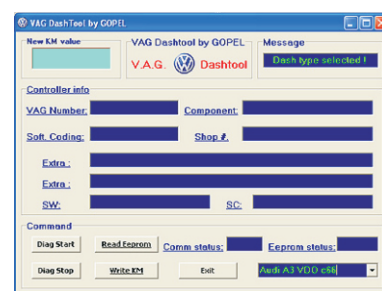 VAG DashTool by GOPEL
New KM value
VAG Dashtool by GOPEL
V.A.G. Dashtool
Message
Dash type selected !
Controller info
VAG Number:
Component:
Soft. Coding:
Shop #.
Extra :
Extra :
SW:
SC:
Command
Diag Start
Read Eeprom
Comm status:
Eeprom status:
Diag Stop
Write KM
Exit
Audi A3 VDO c66